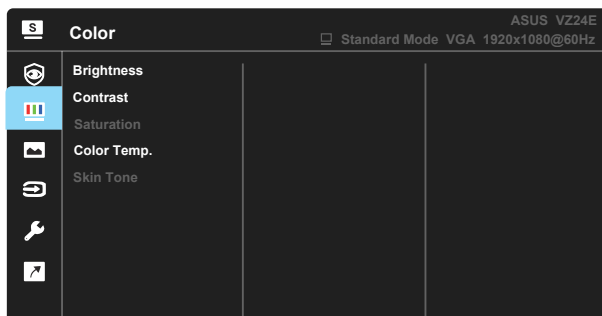 S
Color
ASUS VZ24E
Standard Mode VGA 1920x1080@60Hz
Brightness
Contrast
Saturation
Color Temp.
Skin Tone